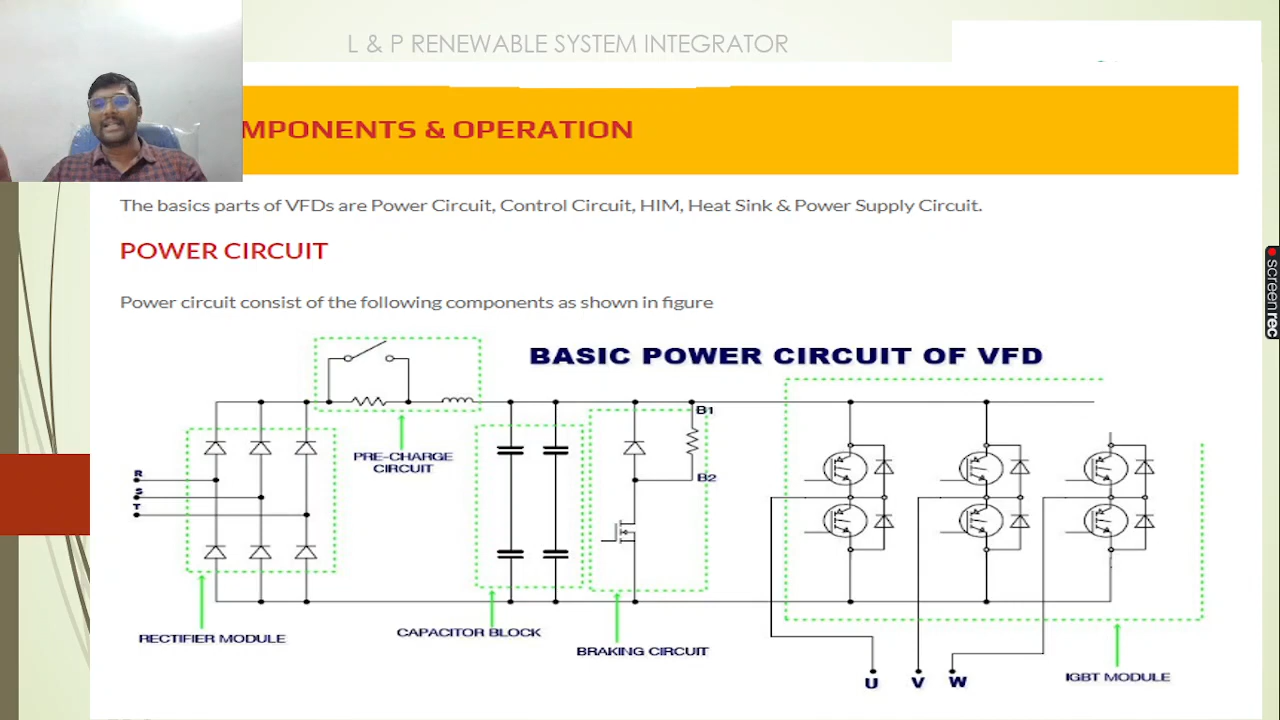 L & P RENEWABLE SYSTEM INTEGRATOR
MPONENTS & OPERATION
The basics parts of VFDs are Power Circuit, Control Circuit, HIM, Heat Sink & Power Supply Circuit.
POWER CIRCUIT
Power circuit consist of the following components as shown in figure
BASIC POWER CIRCUIT OF VFD
B1
PRE-CHARGE
CIRCUIT
R
S
T
B2
RECTIFIER MODULE
CAPACITOR BLOCK
BRAKING CIRCUIT
U V W
IGBT MODULE
screenrec